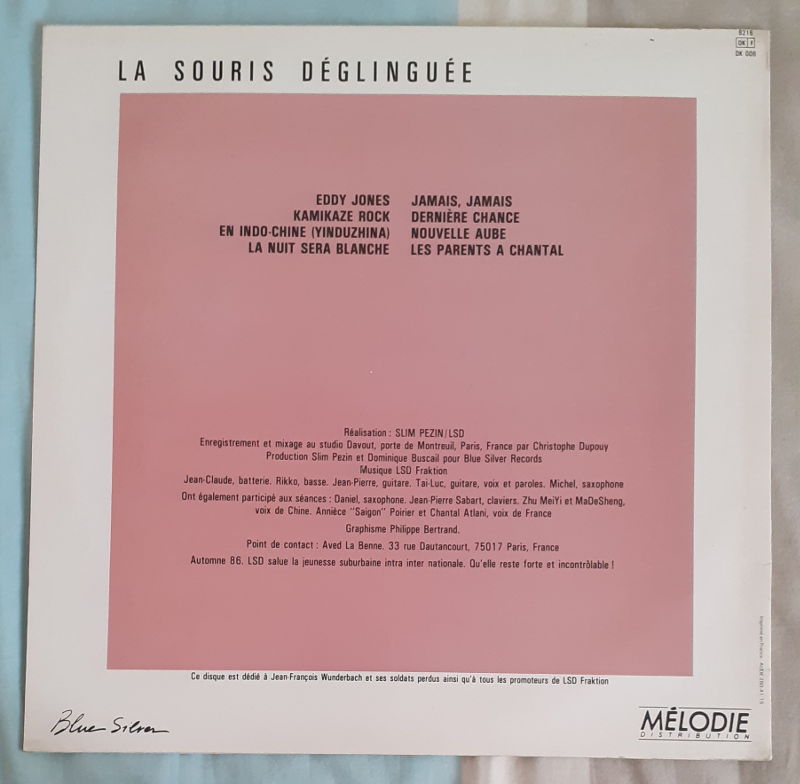 8216
DK F
DK 008
LA SOURIS DÉGLINGUÉE
EDDY JONES JAMAIS, JAMAIS
KAMIKAZE ROCK DERNIÈRE CHANCE
EN INDO-CHINE (YINDUZHINA) NOUVELLE AUBE
LA NUIT SERA BLANCHE LES PARENTS A CHANTAL
Réalisation : SLIM PEZIN/LSD
Enregistrement et mixage au studio Davout, porte de Montreuil, Paris, France par Christophe Dupouy
Production Slim Pezin et Dominique Buscail pour Blue Silver Records
Musique LSD Fraktion
Jean-Claude, batterie. Rikko, basse. Jean-Pierre, guitare. Tai-Luc, guitare, voix et paroles. Michel, saxophone
Ont également participé aux séances : Daniel, saxophone. Jean-Pierre Sabart, claviers. Zhu MeiYi et MaDeSheng,
voix de Chine. Annièce "Saigon" Poirier et Chantal Atlani, voix de France
Graphisme Philippe Bertrand.
Point de contact : Aved La Benne. 33 rue Dautancourt, 75017 Paris, France
Automne 86. LSD salue la jeunesse suburbaine intra inter nationale. Qu'elle reste forte et incontrôlable !
Ce disque est dédié à Jean-François Wunderbach et ses soldats perdus ainsi qu'à tous les promoteurs de LSD Fraktion
Imprimé en France
Blue Silver
MÉLODIE
DISTRIBUTION